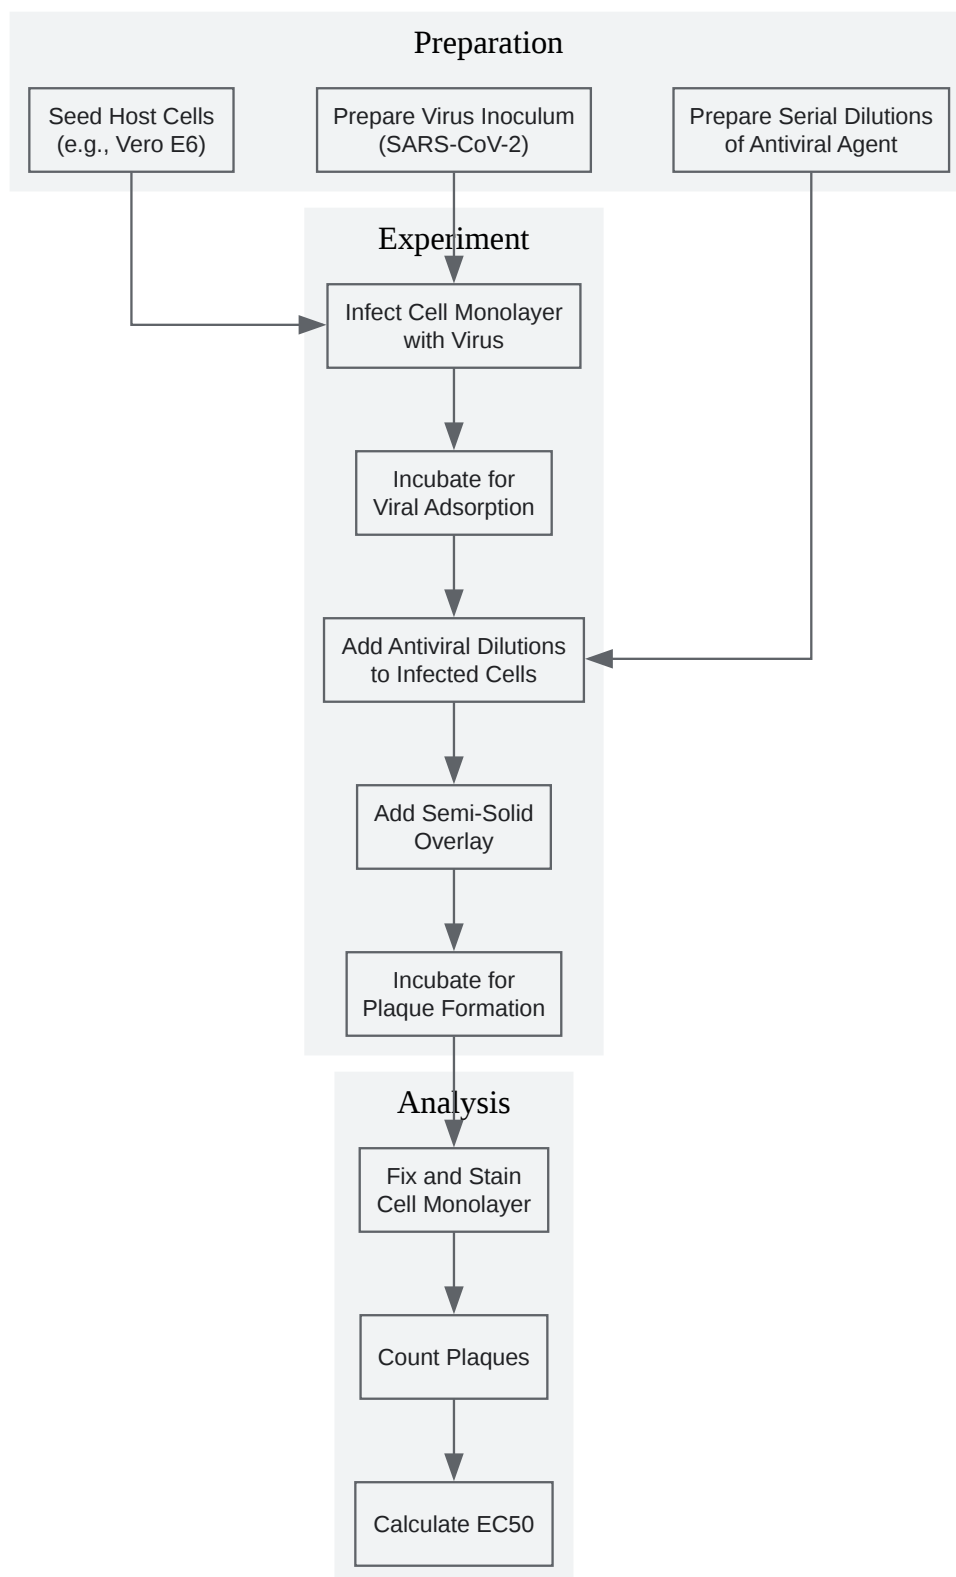 Preparation
Seed Host Cells
(e.g., Vero E6)
Prepare Virus Inoculum
(SARS-CoV-2)
Prepare Serial Dilutions
of Antiviral Agent
Experiment
Infect Cell Monolayer
with Virus
Incubate for
Viral Adsorption
Add Antiviral Dilutions
to Infected Cells
Add Semi-Solid
Overlay
Incubate for
Plaque Formation
Analysis
Fix and Stain
Cell Monolayer
Count Plaques
Calculate EC50